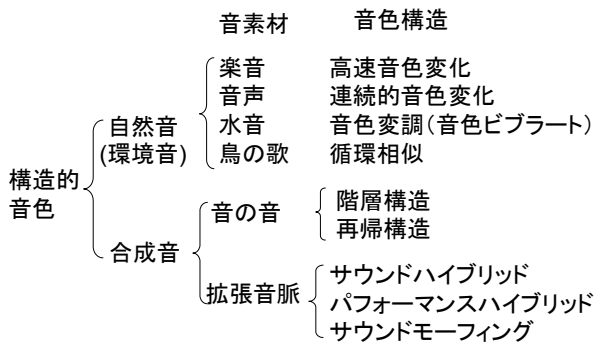 音素材 音色構造
楽音 高速音色変化
音声 連続的音色変化
水音 音色変調(音色ビブラート)
鳥の歌 循環相似
自然音
(環境音)
構造的
音色
合成音
音の音
階層構造
再帰構造
拡張音脈
サウンドハイブリッド
パフォーマンスハイブリッド
サウンドモーフィング